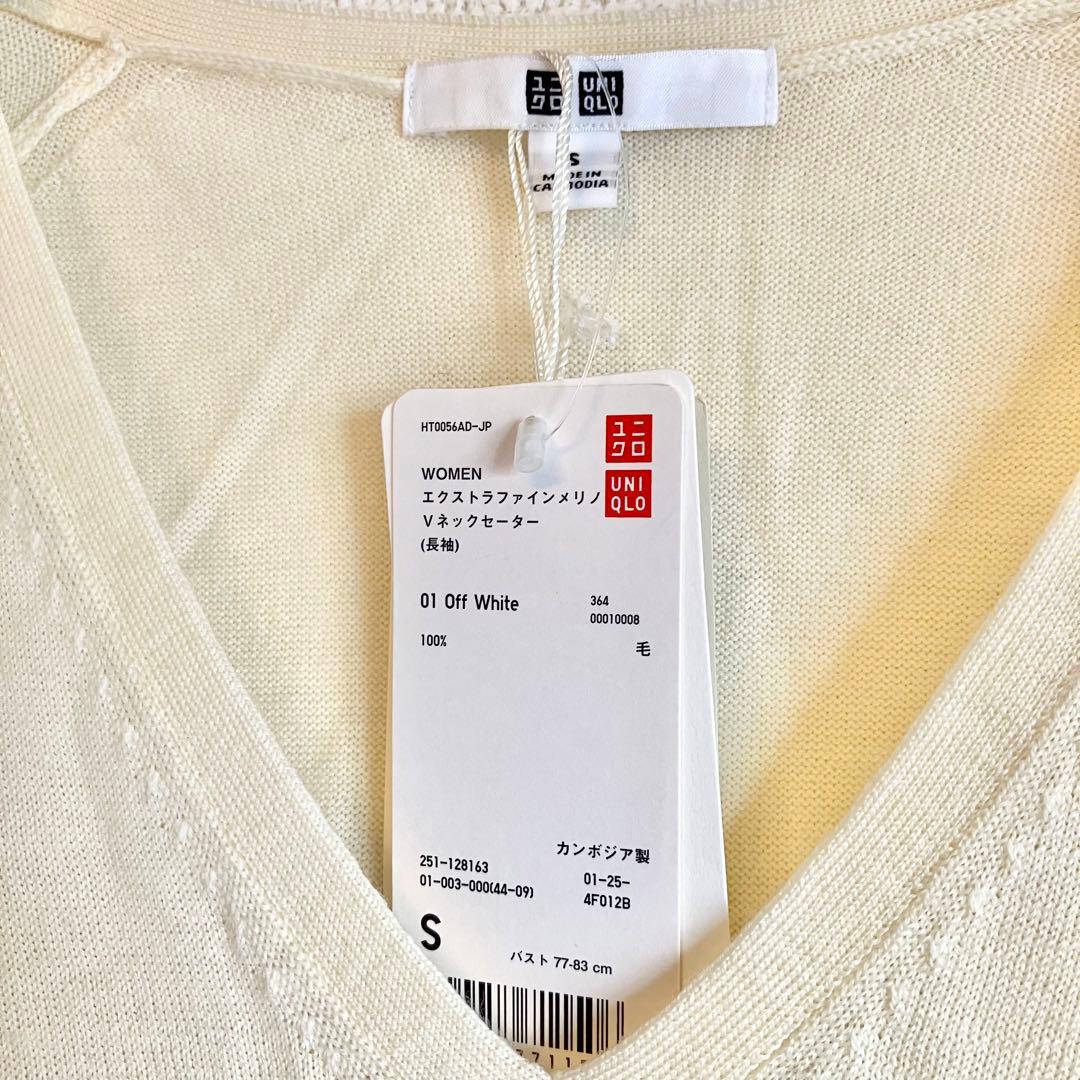 ユニ UNI
クロ QLO
S
MADE IN
CAMBODIA
HT0056AD-JP
ユニ
クロ
UNI
QLO
WOMEN
エクストラファインメリノ
Vネックセーター
(長袖)
01 Off White
364
00010008
100% 毛
カンボジア製
251-128163
01-003-000(44-09)
01-25-
4F012B
S
バスト 77-83 cm